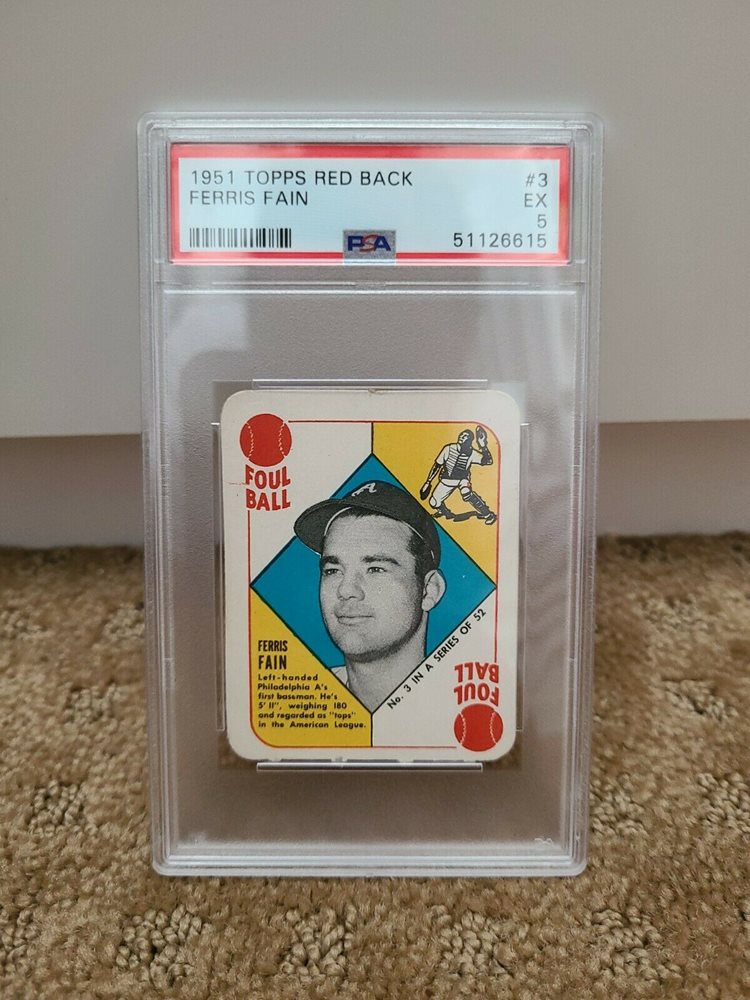 1951 TOPPS RED BACK #3
FERRIS FAIN EX
5
PSA 51126615
FOUL
BALL
A
FERRIS
FAIN
Left-handed
Philadelphia A's
first baseman. He's
5' 11", weighing 180
and regarded as "tops"
in the American League.
No. 3 IN A SERIES OF 52
FOUL
BALL